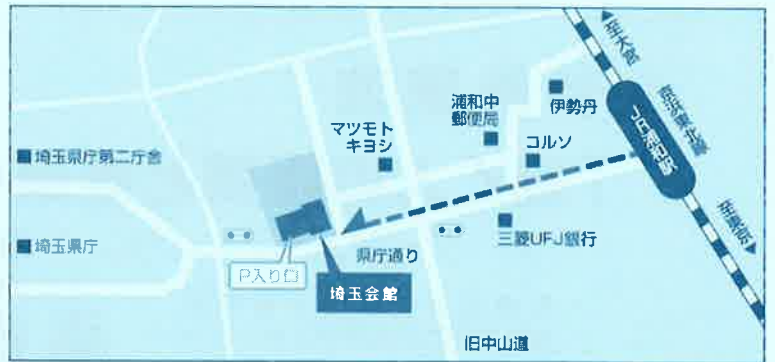 至大宮
京浜東北線
JR浦和駅
伊勢丹
浦和中
郵便局
コルソ
マツモト
キヨシ
埼玉県庁第二庁舎
埼玉県庁
三菱UFJ銀行
県庁通り
P入り口
埼玉会館
至東京
旧中山道